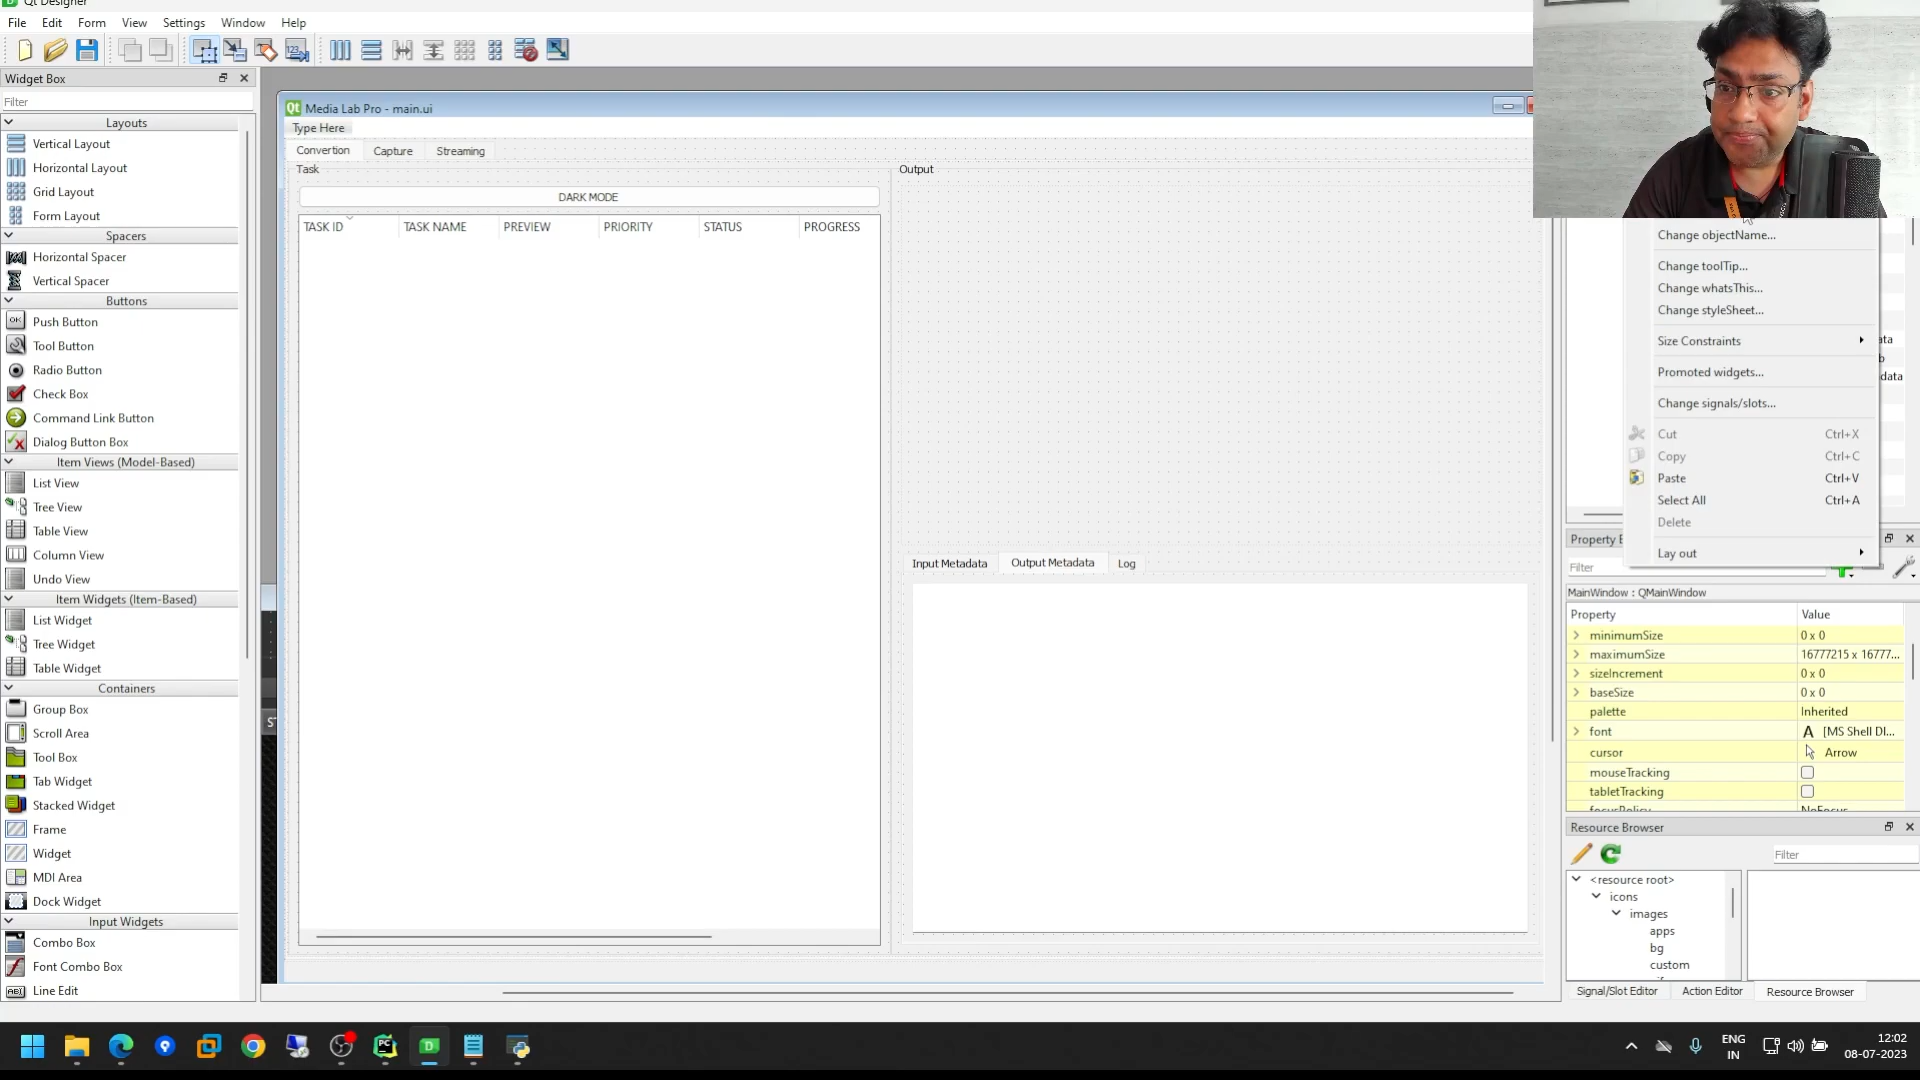 Qt Designer
File Edit Form View Settings Window Help
Widget Box
Filter
Layouts
Vertical Layout
Horizontal Layout
Grid Layout
Form Layout
Spacers
Horizontal Spacer
Vertical Spacer
Buttons
Push Button
Tool Button
Radio Button
Check Box
Command Link Button
Dialog Button Box
Item Views (Model-Based)
List View
Tree View
Table View
Column View
Undo View
Item Widgets (Item-Based)
List Widget
Tree Widget
Table Widget
Containers
Group Box
Scroll Area
Tool Box
Tab Widget
Stacked Widget
Frame
Widget
MDI Area
Dock Widget
Input Widgets
Combo Box
Font Combo Box
Line Edit
Media Lab Pro - main.ui
Type Here
Convertion Capture Streaming
Task
DARK MODE
TASK ID TASK NAME PREVIEW PRIORITY STATUS PROGRESS
Output
Input Metadata Output Metadata Log
Change objectName...
Change toolTip...
Change whatsThis...
Change styleSheet...
Size Constraints
Promoted widgets...
Change signals/slots...
Cut Ctrl+X
Copy Ctrl+C
Paste Ctrl+V
Select All Ctrl+A
Delete
Lay out
Property E
Filter
MainWindow : QMainWindow
Property Value
minimumSize 0 x 0
maximumSize 16777215 x 16777...
sizeIncrement 0 x 0
baseSize 0 x 0
palette Inherited
font A [MS Shell Dl...
cursor Arrow
mouseTracking
tabletTracking
focusPolicy NoFocus
Resource Browser
Filter
<resource root>
icons
images
apps
bg
custom
Signal/Slot Editor Action Editor Resource Browser
ENG
IN
12:02
08-07-2023